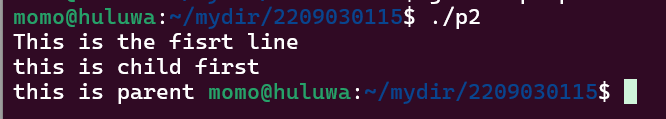 momo@huluwa:~/mydir/2209030115$ ./p2
This is the fisrt line
this is child first
this is parent momo@huluwa:~/mydir/2209030115$